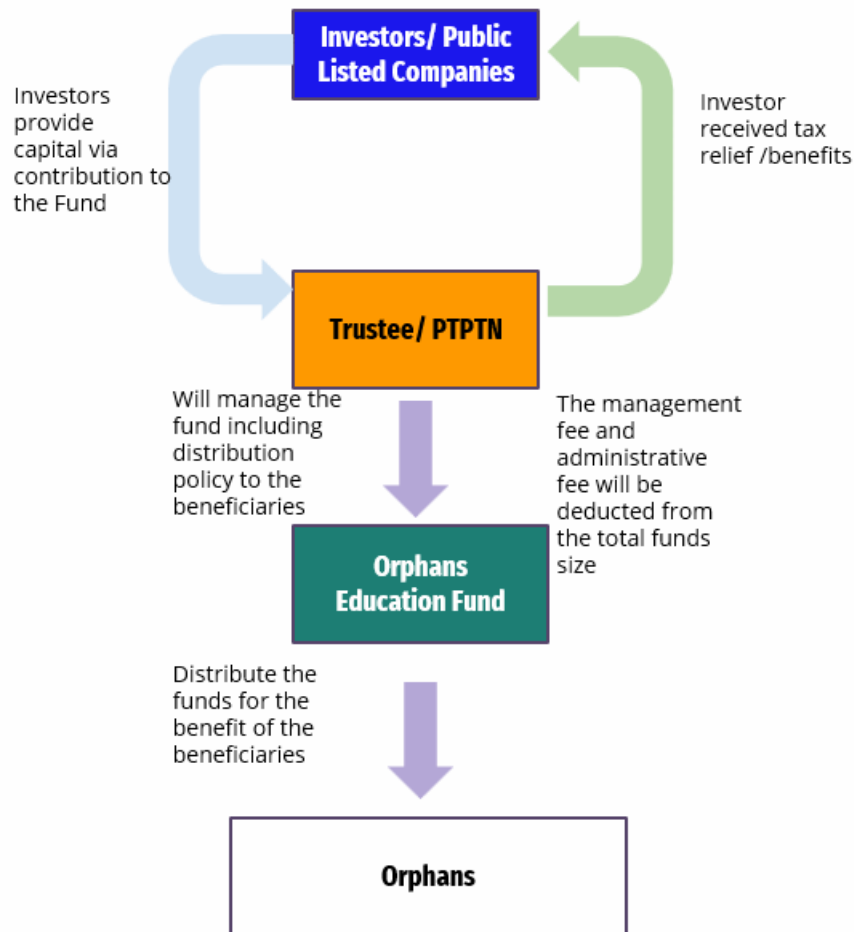 Investors/ Public
Listed Companies
Investors
provide
capital via
contribution to
the Fund
Investor
received tax
relief /benefits
Trustee/ PTPTN
Will manage the
fund including
distribution
policy to the
beneficiaries
The management
fee and
administrative
fee will be
deducted from
the total funds
size
Orphans
Education Fund
Distribute the
funds for the
benefit of the
beneficiaries
Orphans